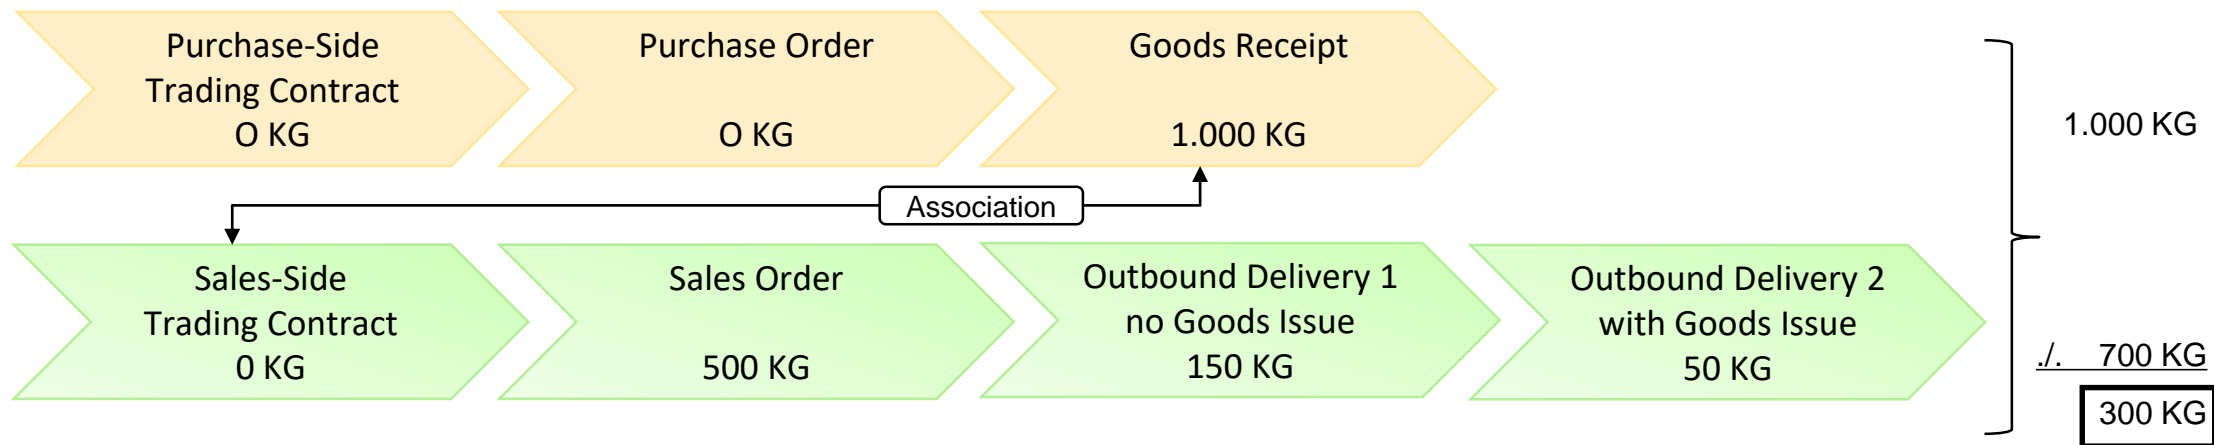 Purchase-Side
Trading Contract
O KG
Purchase Order
O KG
Goods Receipt
1.000 KG
1.000 KG
Association
Sales-Side
Trading Contract
0 KG
Sales Order
500 KG
Outbound Delivery 1
no Goods Issue
150 KG
Outbound Delivery 2
with Goods Issue
50 KG
./. 700 KG
300 KG